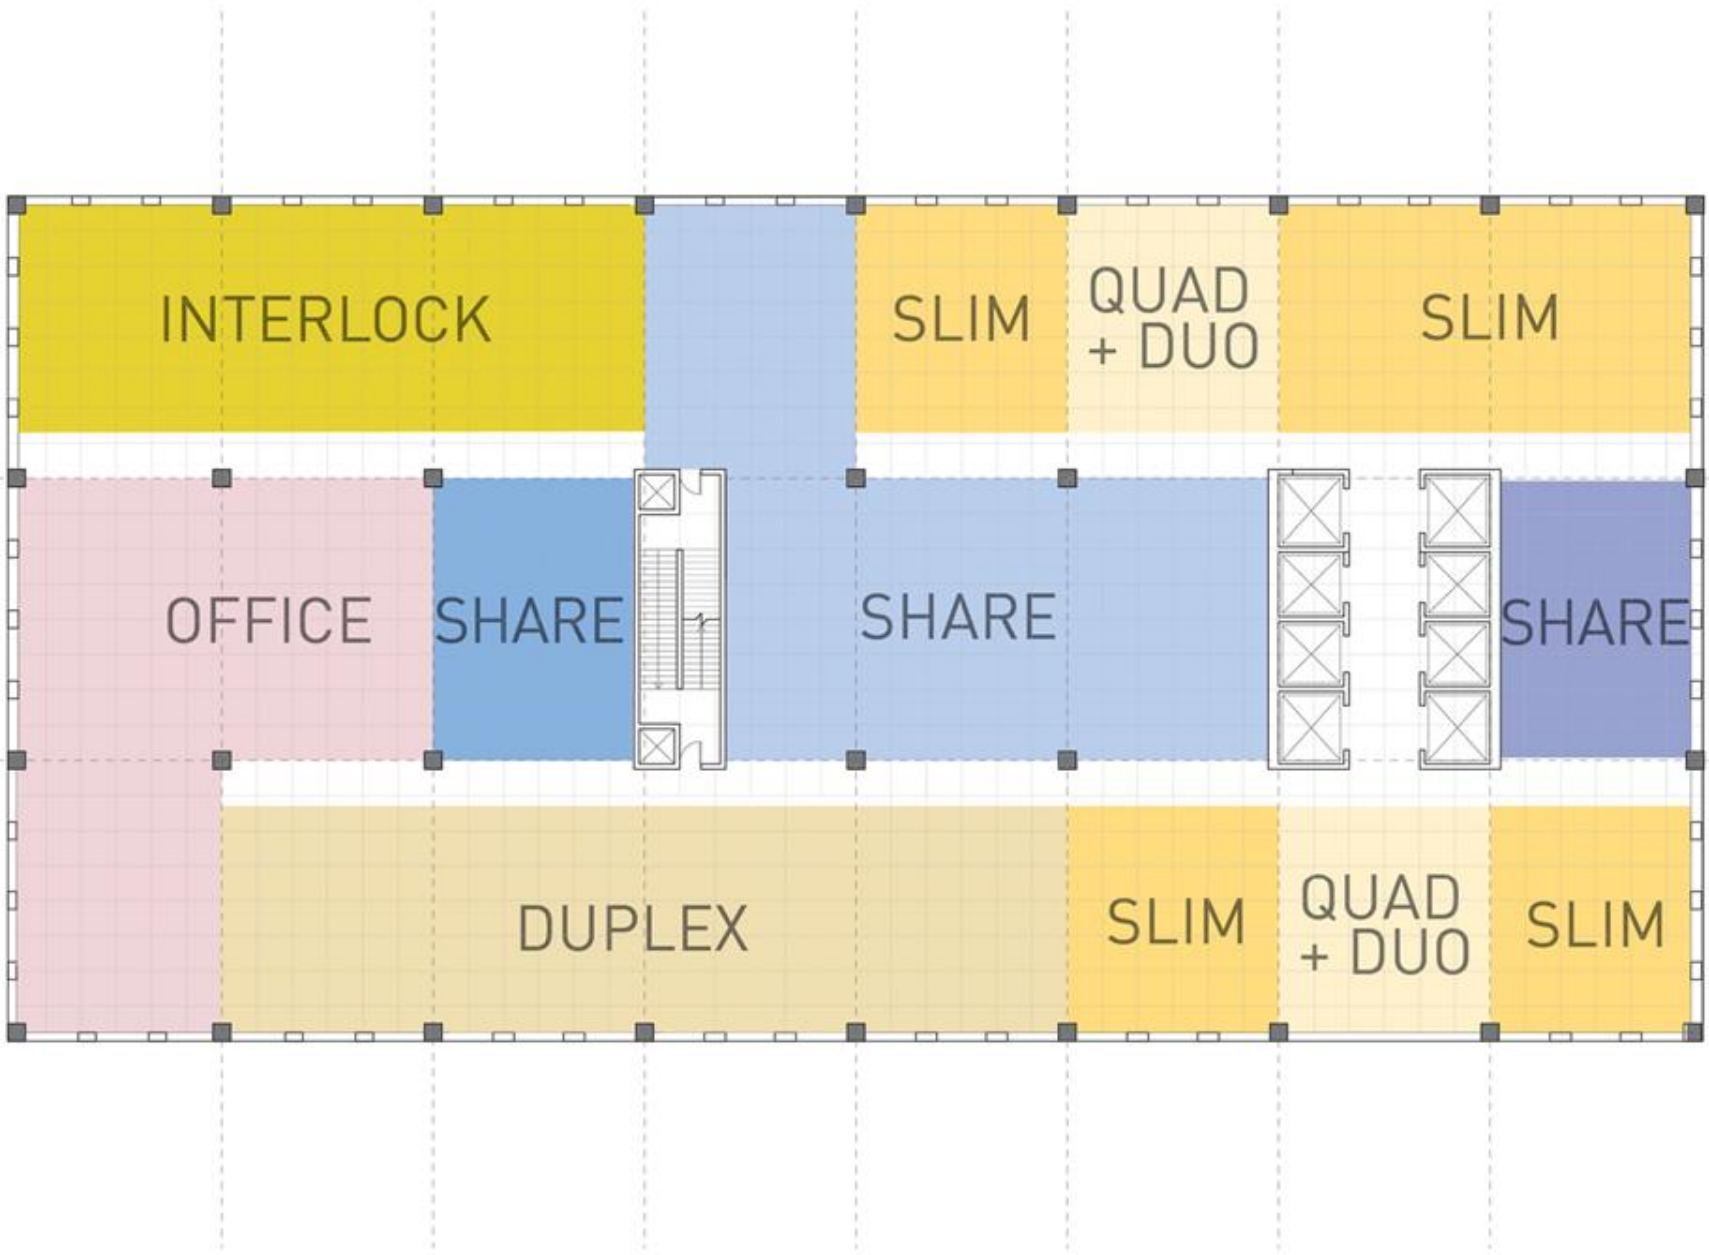 INTERLOCK
SLIM
QUAD
+ DUO
SLIM
OFFICE
SHARE
SHARE
SHARE
DUPLEX
SLIM
QUAD
+ DUO
SLIM